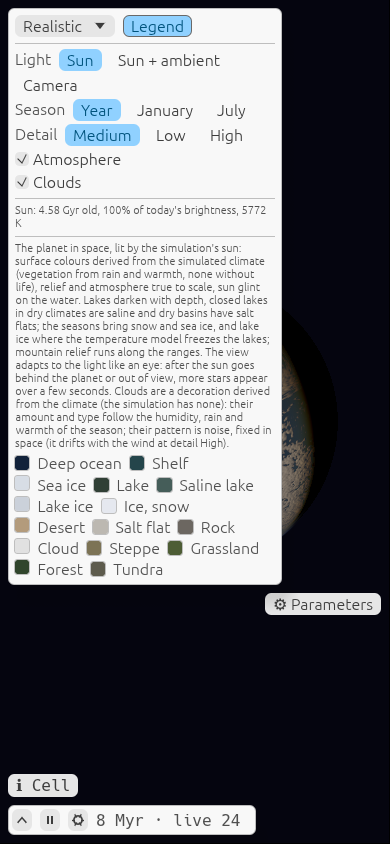 Realistic Legend
Light Sun Sun + ambient
Camera
Season Year January July
Detail Medium Low High
Atmosphere
Clouds
Sun: 4.58 Gyr old, 100% of today's brightness, 5772
K
The planet in space, lit by the simulation's sun:
surface colours derived from the simulated climate
(vegetation from rain and warmth, none without
life), relief and atmosphere true to scale, sun glint
on the water. Lakes darken with depth, closed lakes
in dry climates are saline and dry basins have salt
flats; the seasons bring snow and sea ice, and lake
ice where the temperature model freezes the lakes;
mountain relief runs along the ranges. The view
adapts to the light like an eye: after the sun goes
behind the planet or out of view, more stars appear
over a few seconds. Clouds are a decoration derived
from the climate (the simulation has none): their
amount and type follow the humidity, rain and
warmth of the season; their pattern is noise, fixed in
space (it drifts with the wind at detail High).
Deep ocean Shelf
Sea ice Lake Saline lake
Lake ice Ice, snow
Desert Salt flat Rock
Cloud Steppe Grassland
Forest Tundra
⚙ Parameters
ℹ Cell
8 Myr · live 24